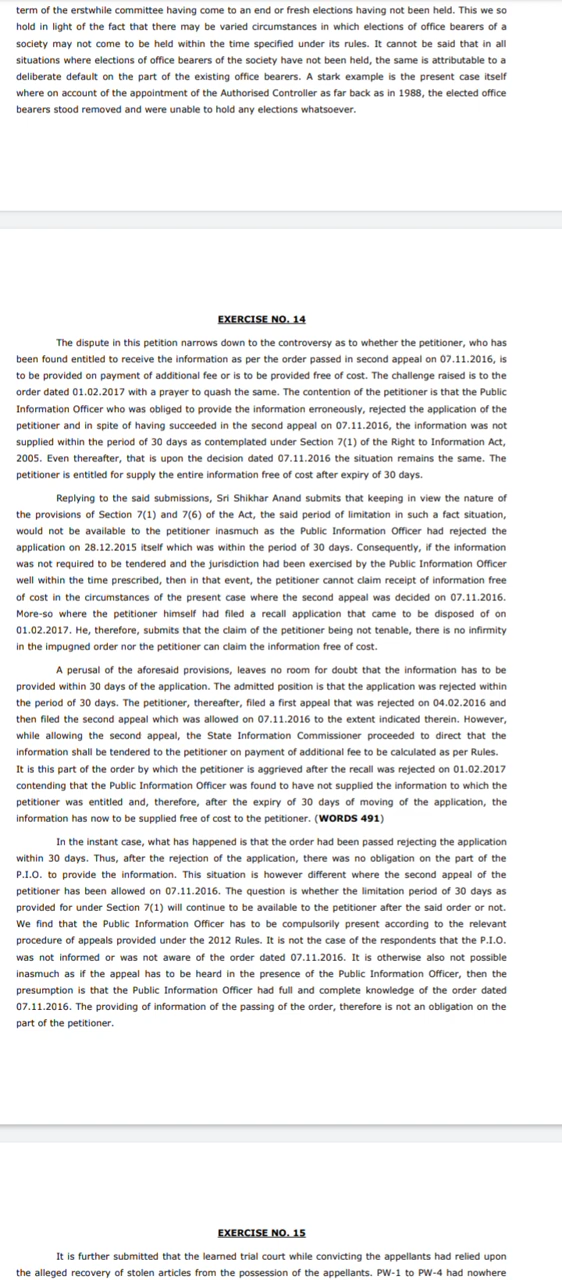 term of the erstwhile committee having come to an end or fresh elections having not been held. This we so
hold in light of the fact that there may be varied circumstances in which elections of office bearers of a
society may not come to be held within the time specified under its rules. It cannot be said that in all
situations where elections of office bearers of the society have not been held, the same is attributable to a
deliberate default on the part of the existing office bearers. A stark example is the present case itself
where on account of the appointment of the Authorised Controller as far back as in 1988, the elected office
bearers stood removed and were unable to hold any elections whatsoever.
EXERCISE NO. 14
The dispute in this petition narrows down to the controversy as to whether the petitioner, who has
been found entitled to receive the information as per the order passed in second appeal on 07.11.2016, is
to be provided on payment of additional fee or is to be provided free of cost. The challenge raised is to the
order dated 01.02.2017 with a prayer to quash the same. The contention of the petitioner is that the Public
Information Officer who was obliged to provide the information erroneously, rejected the application of the
petitioner and in spite of having succeeded in the second appeal on 07.11.2016, the information was not
supplied within the period of 30 days as contemplated under Section 7(1) of the Right to Information Act,
2005. Even thereafter, that is upon the decision dated 07.11.2016 the situation remains the same. The
petitioner is entitled for supply the entire information free of cost after expiry of 30 days.
Replying to the said submissions, Sri Shikhar Anand submits that keeping in view the nature of
the provisions of Section 7(1) and 7(6) of the Act, the said period of limitation in such a fact situation,
would not be available to the petitioner inasmuch as the Public Information Officer had rejected the
application on 28.12.2015 itself which was within the period of 30 days. Consequently, if the information
was not required to be tendered and the jurisdiction had been exercised by the Public Information Officer
well within the time prescribed, then in that event, the petitioner cannot claim receipt of information free
of cost in the circumstances of the present case where the second appeal was decided on 07.11.2016.
More-so where the petitioner himself had filed a recall application that came to be disposed of on
01.02.2017. He, therefore, submits that the claim of the petitioner being not tenable, there is no infirmity
in the impugned order nor the petitioner can claim the information free of cost.
A perusal of the aforesaid provisions, leaves no room for doubt that the information has to be
provided within 30 days of the application. The admitted position is that the application was rejected within
the period of 30 days. The petitioner, thereafter, filed a first appeal that was rejected on 04.02.2016 and
then filed the second appeal which was allowed on 07.11.2016 to the extent indicated therein. However,
while allowing the second appeal, the State Information Commissioner proceeded to direct that the
information shall be tendered to the petitioner on payment of additional fee to be calculated as per Rules.
It is this part of the order by which the petitioner is aggrieved after the recall was rejected on 01.02.2017
contending that the Public Information Officer was found to have not supplied the information to which the
petitioner was entitled and, therefore, after the expiry of 30 days of moving of the application, the
information has now to be supplied free of cost to the petitioner. (WORDS 491)
In the instant case, what has happened is that the order had been passed rejecting the application
within 30 days. Thus, after the rejection of the application, there was no obligation on the part of the
P.I.O. to provide the information. This situation is however different where the second appeal of the
petitioner has been allowed on 07.11.2016. The question is whether the limitation period of 30 days as
provided for under Section 7(1) will continue to be available to the petitioner after the said order or not.
We find that the Public Information Officer has to be compulsorily present according to the relevant
procedure of appeals provided under the 2012 Rules. It is not the case of the respondents that the P.I.O.
was not informed or was not aware of the order dated 07.11.2016. It is otherwise also not possible
inasmuch as if the appeal has to be heard in the presence of the Public Information Officer, then the
presumption is that the Public Information Officer had full and complete knowledge of the order dated
07.11.2016. The providing of information of the passing of the order, therefore is not an obligation on the
part of the petitioner.
EXERCISE NO. 15
It is further submitted that the learned trial court while convicting the appellants had relied upon
the alleged recovery of stolen articles from the possession of the appellants. PW-1 to PW-4 had nowhere